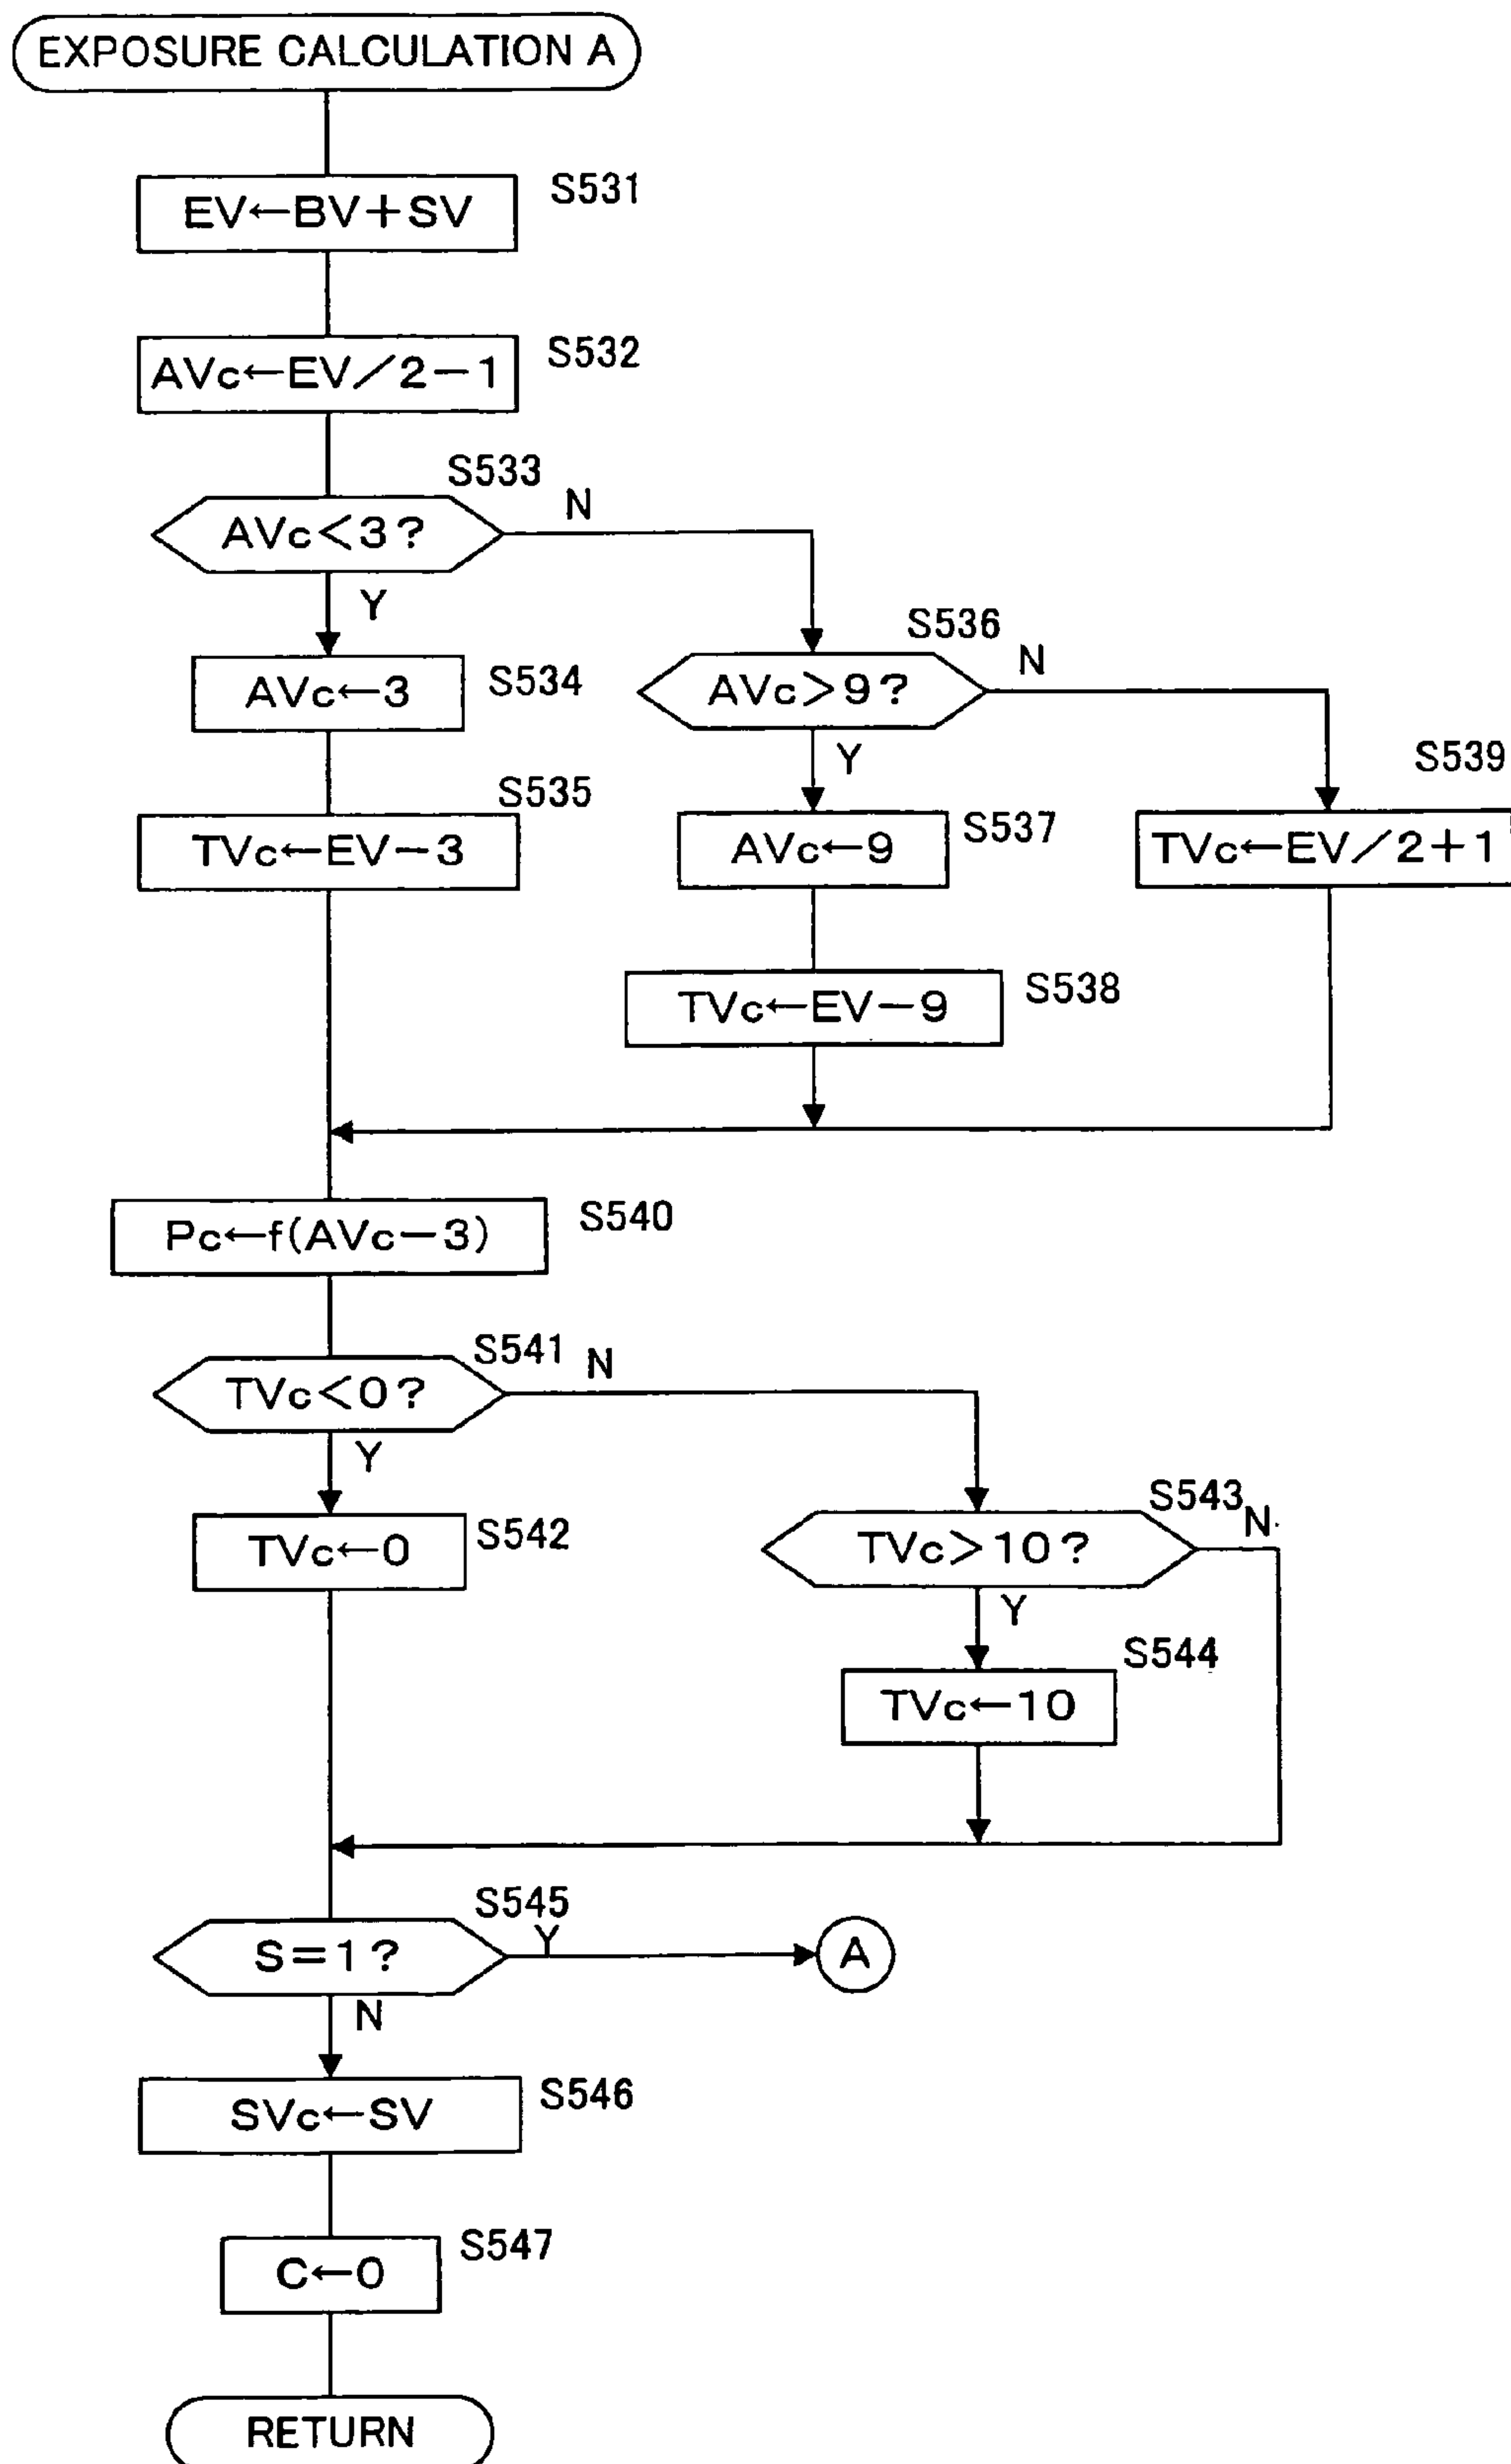 EXPOSURE CALCULATION A
S531
EV←BV+SV
S532
AVc←EV/2-1
S533
AVc<3?
N
Y
S536
AVc>9?
N
S534
AVc←3
Y
S539
S535
TVc←EV-3
S537
AVc←9
TVc←EV/2+1
S538
TVc←EV-9
S540
Pc←f(AVc-3)
S541
TVc<0?
N
Y
S543
TVc>10?
N
S542
TVc←0
Y
S544
TVc←10
S545
S=1?
Y
A
N
S546
SVc←SV
S547
C←0
RETURN